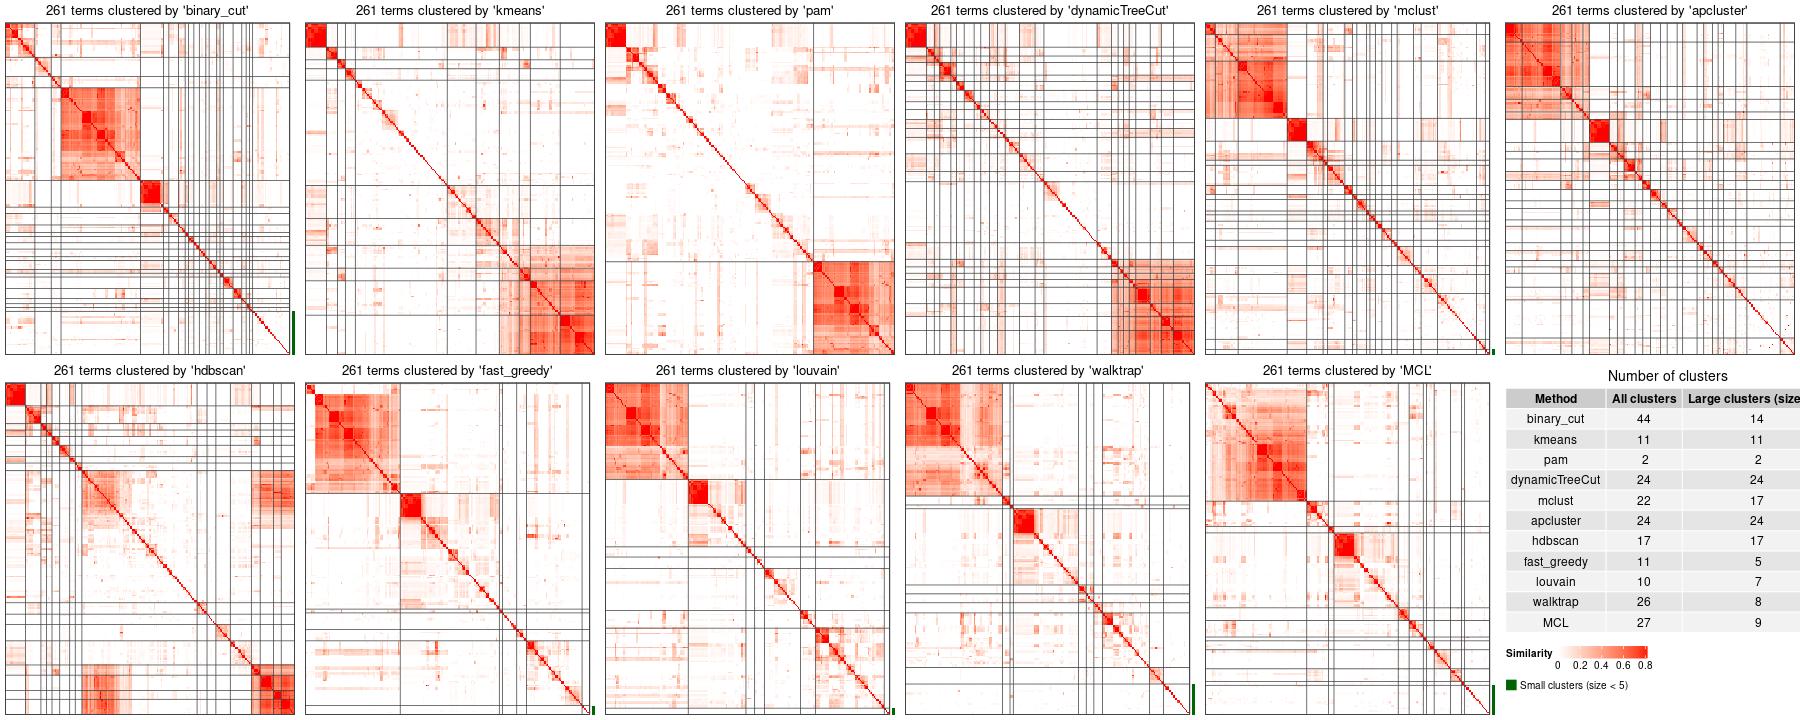 261 terms clustered by 'binary_cut'
261 terms clustered by 'kmeans'
261 terms clustered by 'pam'
261 terms clustered by 'dynamicTreeCut'
261 terms clustered by 'mclust'
261 terms clustered by 'apcluster'
261 terms clustered by 'hdbscan'
261 terms clustered by 'fast_greedy'
261 terms clustered by 'louvain'
261 terms clustered by 'walktrap'
261 terms clustered by 'MCL'
Number of clusters
Method All clusters Large clusters (size
binary_cut 44 14
kmeans 11 11
pam 2 2
dynamicTreeCut 24 24
mclust 22 17
apcluster 24 24
hdbscan 17 17
fast_greedy 11 5
louvain 10 7
walktrap 26 8
MCL 27 9
Similarity
0 0.2 0.4 0.6 0.8
Small clusters (size < 5)